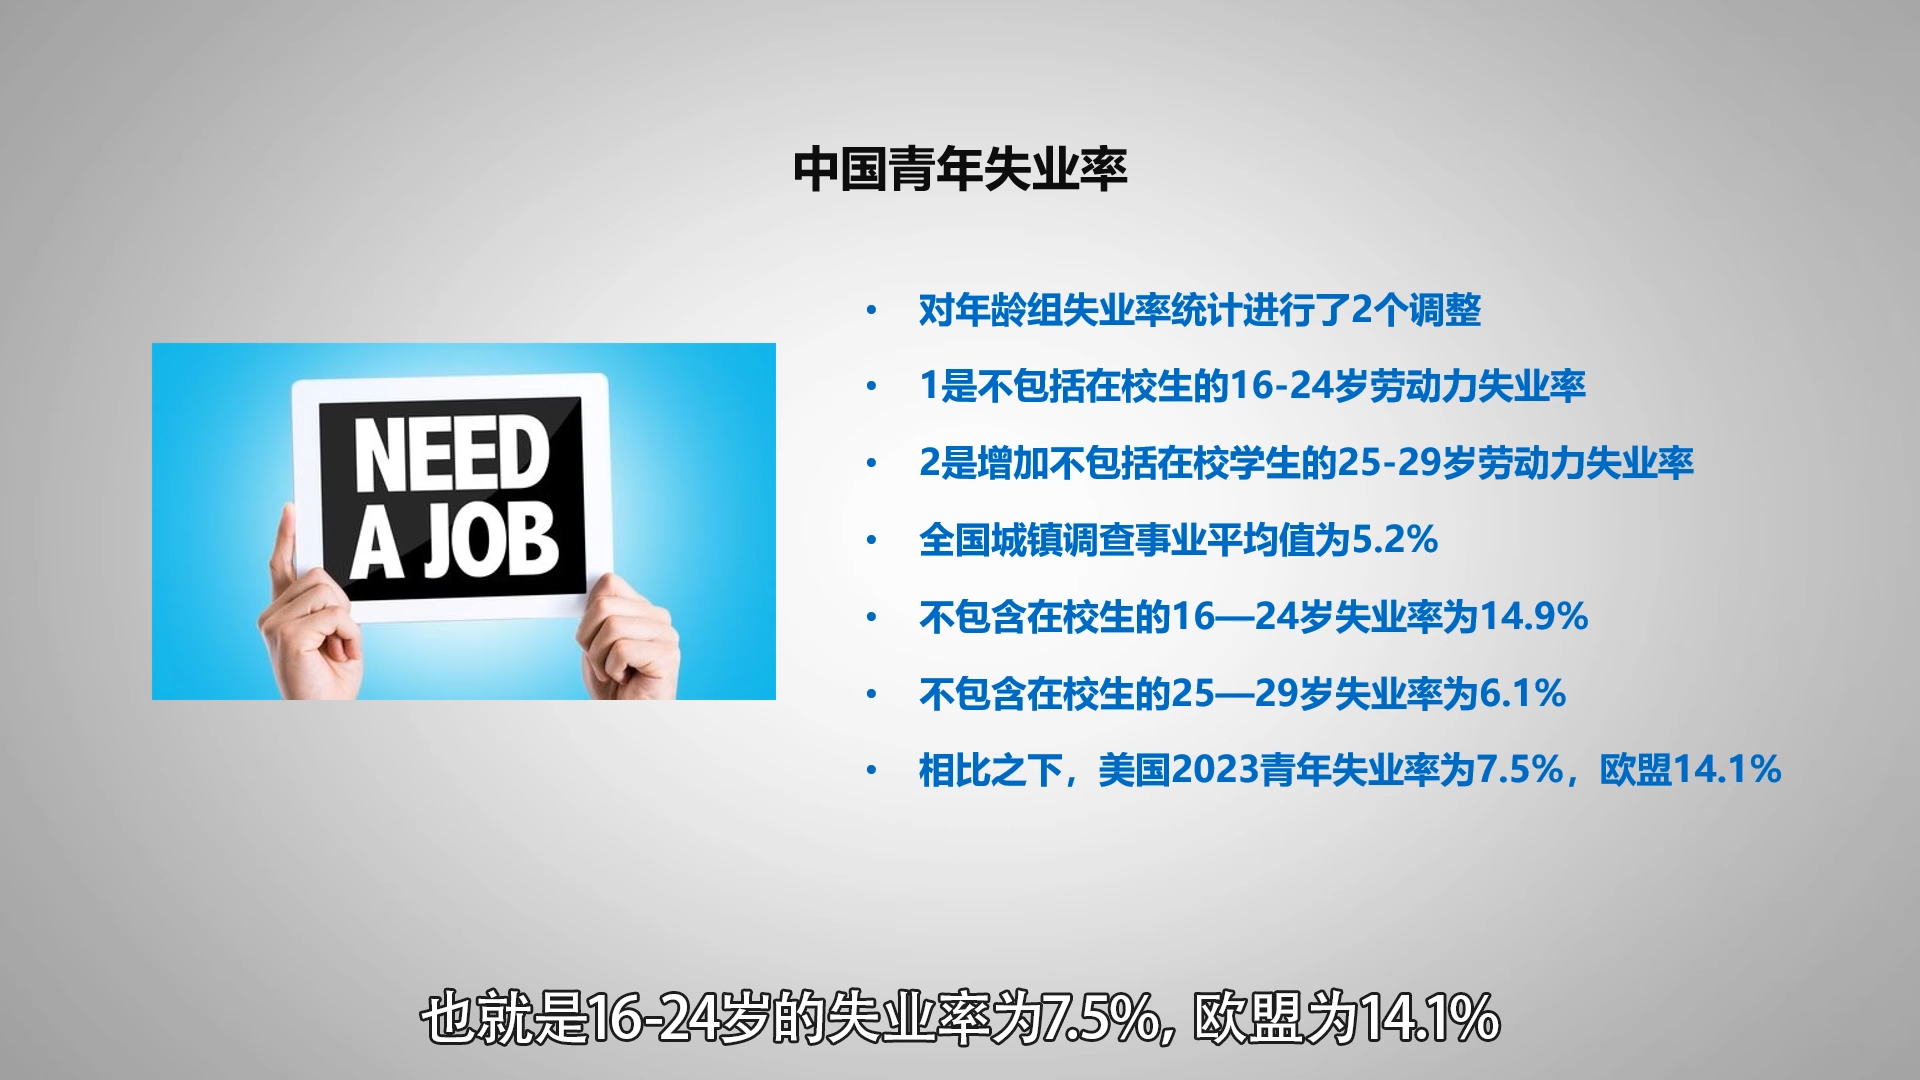 中国青年失业率
NEED
A JOB
• 对年龄组失业率统计进行了2个调整
• 1是不包括在校生的16-24岁劳动力失业率
• 2是增加不包括在校学生的25-29岁劳动力失业率
• 全国城镇调查事业平均值为5.2%
• 不包含在校生的16—24岁失业率为14.9%
• 不包含在校生的25—29岁失业率为6.1%
• 相比之下，美国2023青年失业率为7.5%，欧盟14.1%
也就是16-24岁的失业率为7.5%, 欧盟为14.1%